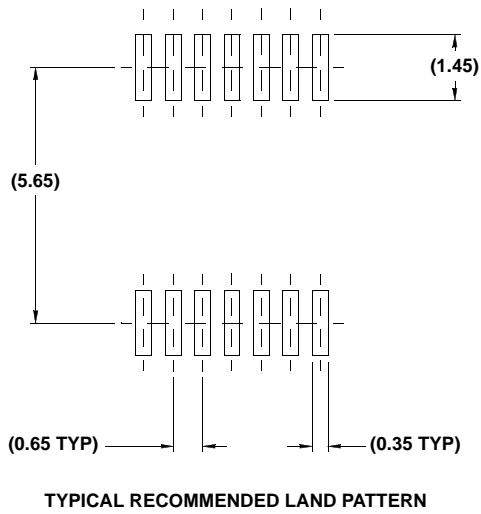 (1.45)
(5.65)
(0.65 TYP)
(0.35 TYP)
TYPICAL RECOMMENDED LAND PATTERN